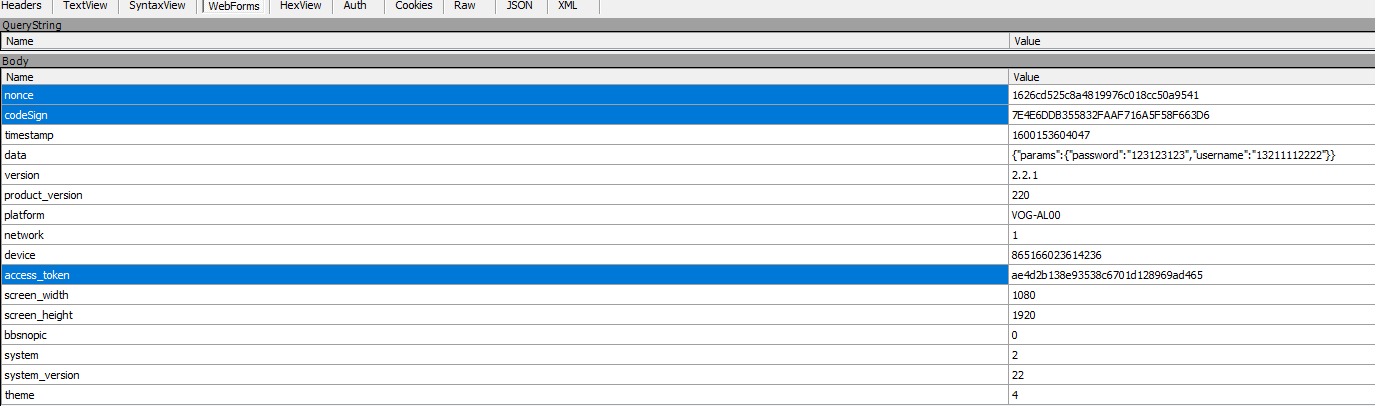 Headers TextView SyntaxView WebForms HexView Auth Cookies Raw JSON XML
QueryString
Name Value
Body
Name Value
nonce 1626cd525c8a4819976c018cc50a9541
codeSign 7E4E6DDB355832FAAF716A5F58F663D6
timestamp 1600153604047
data {"params":{"password":"123123123","username":"13211112222"}}
version 2.2.1
product_version 220
platform VOG-AL00
network 1
device 865166023614236
access_token ae4d2b138e93538c6701d128969ad465
screen_width 1080
screen_height 1920
bbsnopic 0
system 2
system_version 22
theme 4